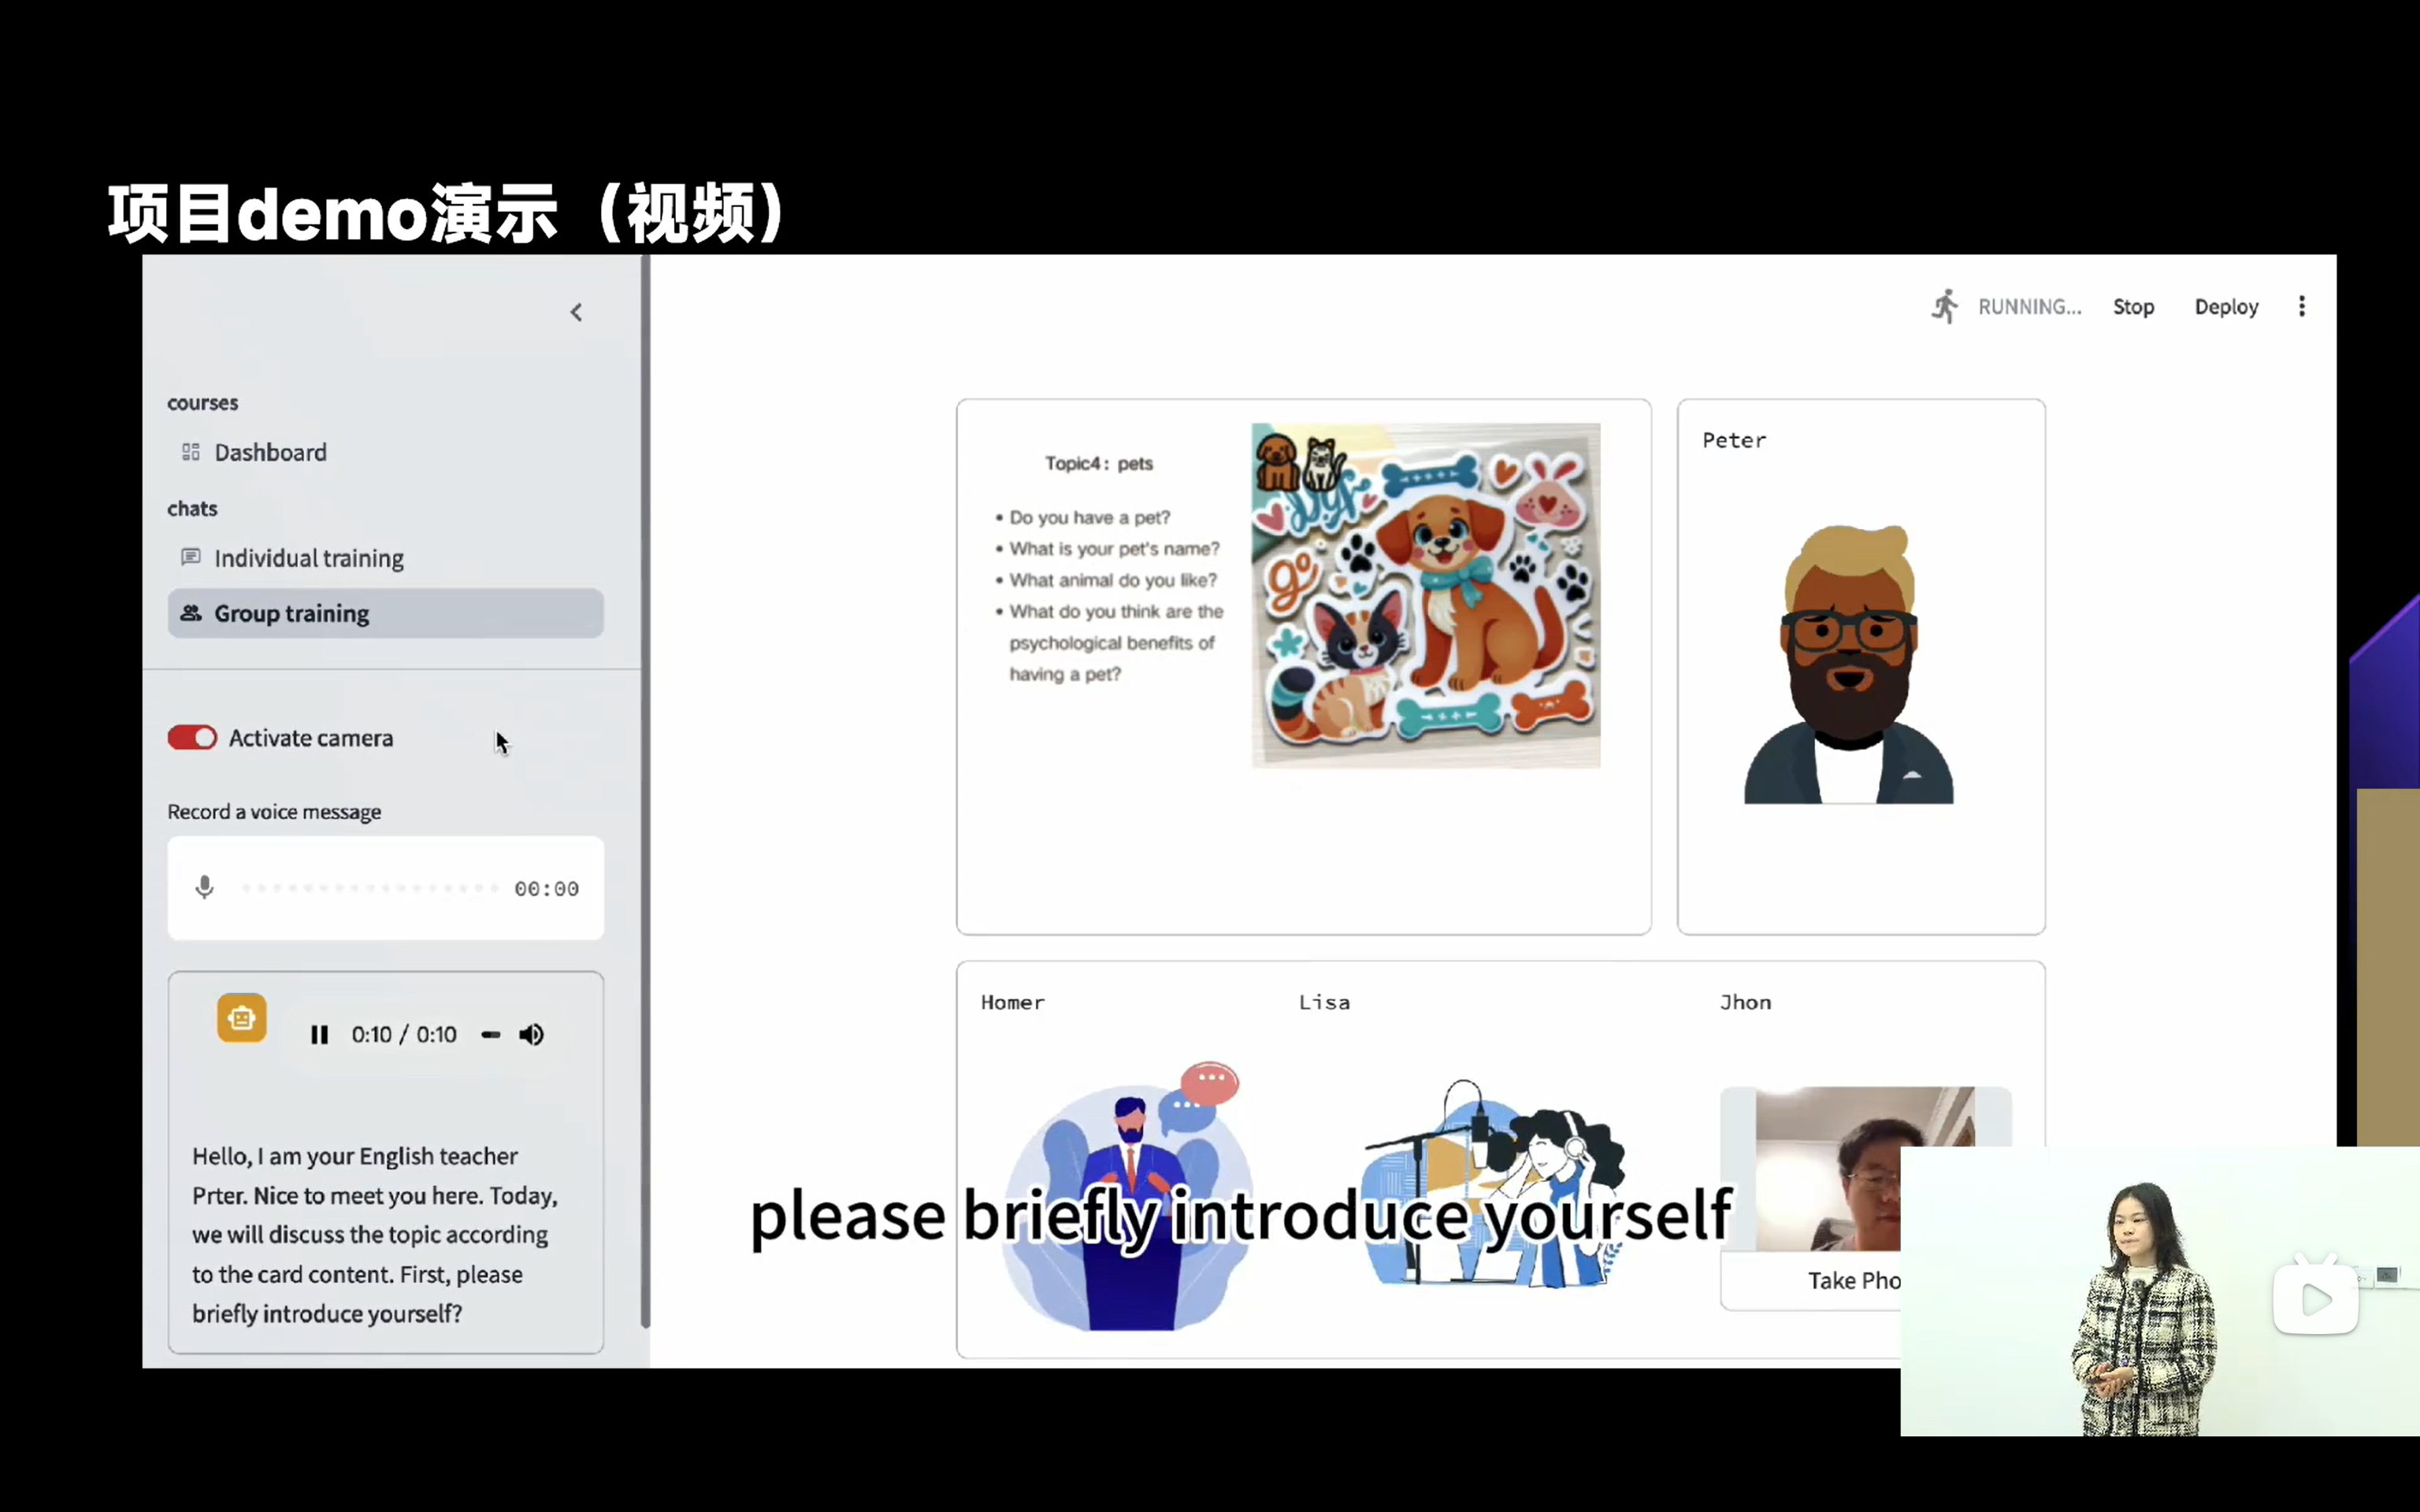 项目demo演示（视频）
RUNNING...
Stop
Deploy
courses
Dashboard
chats
Individual training
Group training
Activate camera
Record a voice message
00:00
0:10 / 0:10
Hello, I am your English teacher
Prter. Nice to meet you here. Today,
we will discuss the topic according
to the card content. First, please
briefly introduce yourself?
Topic4: pets
• Do you have a pet?
• What is your pet's name?
• What animal do you like?
• What do you think are the
psychological benefits of
having a pet?
Peter
Homer
Lisa
Jhon
Take Pho
please briefly introduce yourself